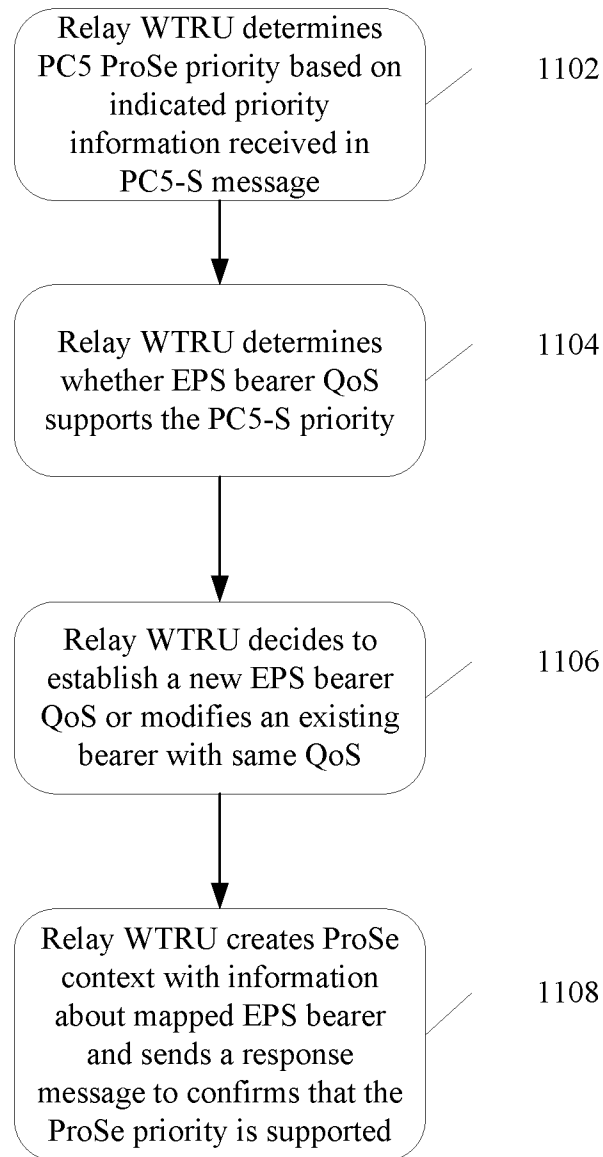 Relay WTRU determines
PC5 ProSe priority based on
indicated priority
information received in
PC5-S message
1102
Relay WTRU determines
whether EPS bearer QoS
supports the PC5-S priority
1104
Relay WTRU decides to
establish a new EPS bearer
QoS or modifies an existing
bearer with same QoS
1106
Relay WTRU creates ProSe
context with information
about mapped EPS bearer
and sends a response
message to confirms that the
ProSe priority is supported
1108